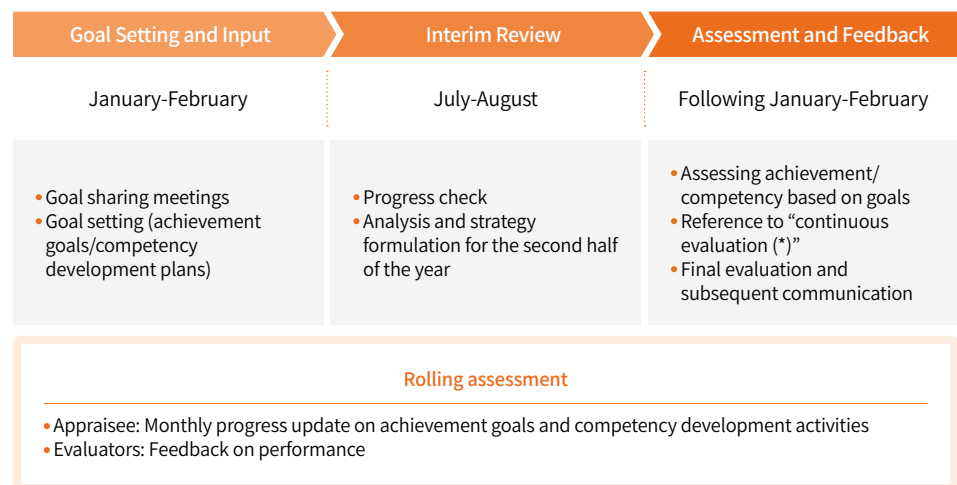 Goal Setting and Input
Interim Review
Assessment and Feedback
January-February
July-August
Following January-February
• Goal sharing meetings
• Goal setting (achievement
goals/competency
development plans)
• Progress check
• Analysis and strategy
formulation for the second half
of the year
• Assessing achievement/
competency based on goals
• Reference to “continuous
evaluation (*)”
• Final evaluation and
subsequent communication
Rolling assessment
• Appraisee: Monthly progress update on achievement goals and competency development activities
• Evaluators: Feedback on performance